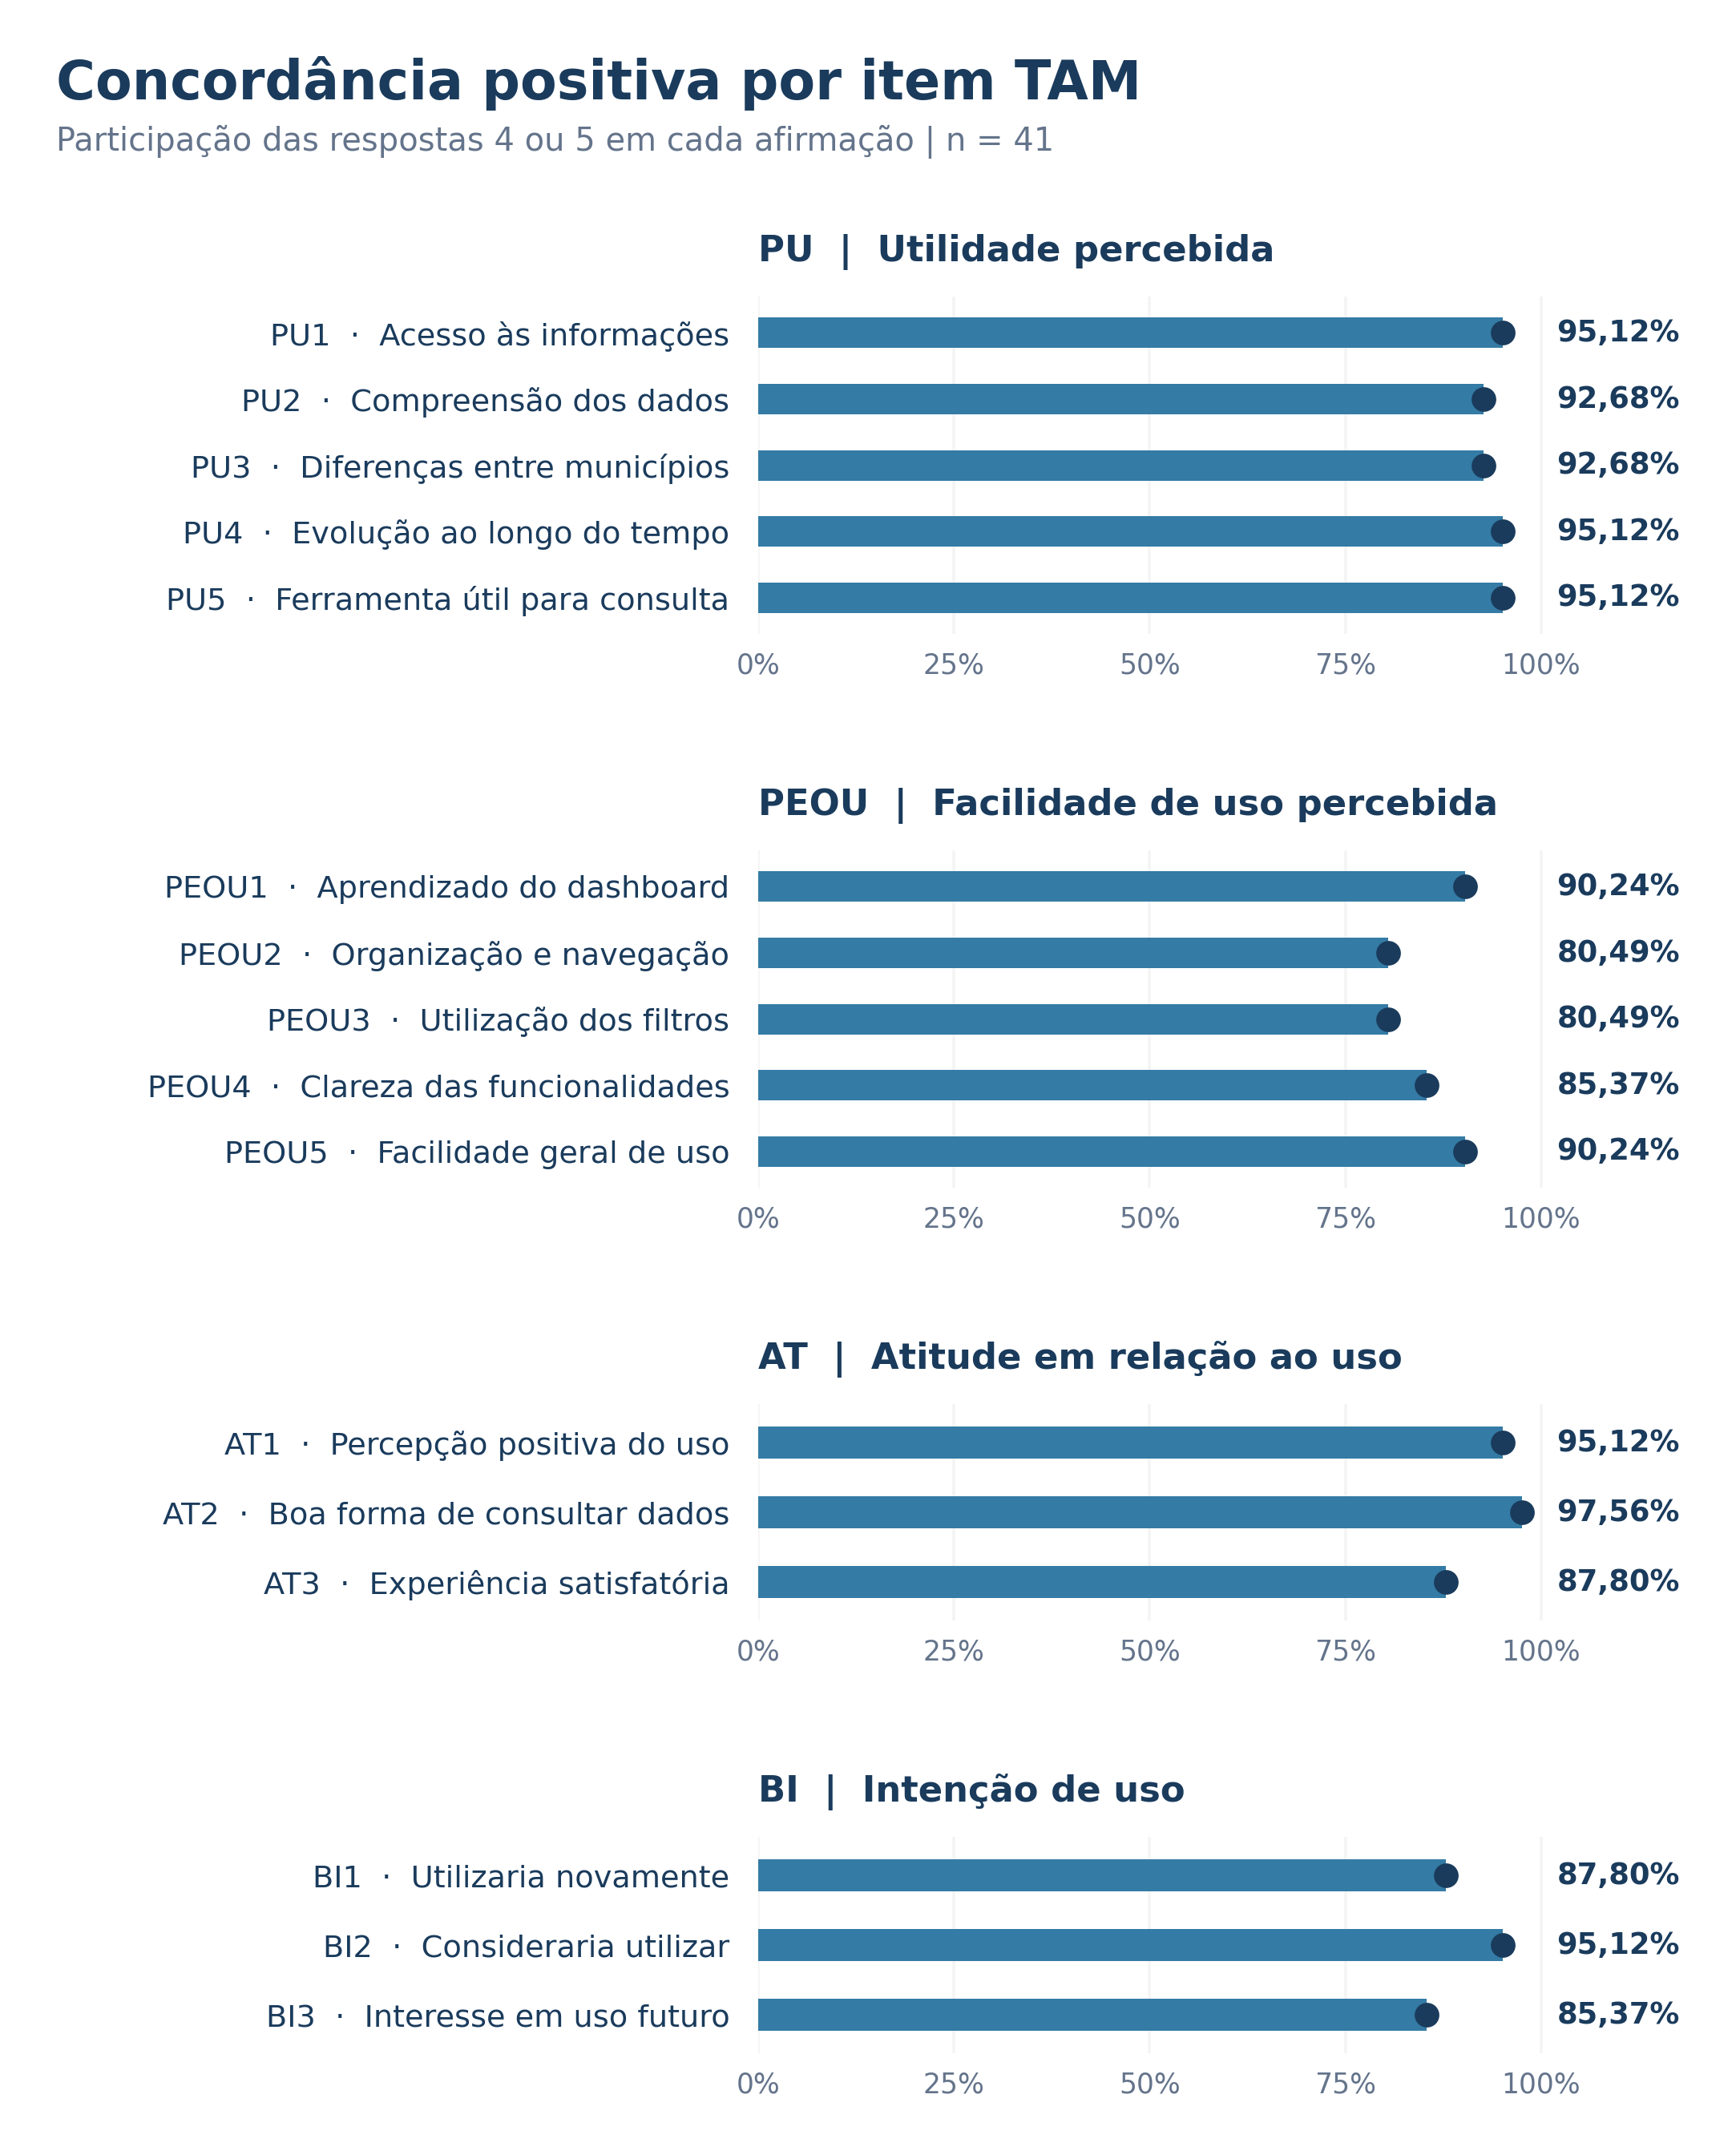 Concordância positiva por item TAM
Participação das respostas 4 ou 5 em cada afirmação | n = 41
PU | Utilidade percebida
PU1 · Acesso às informações 95,12%
PU2 · Compreensão dos dados 92,68%
PU3 · Diferenças entre municípios 92,68%
PU4 · Evolução ao longo do tempo 95,12%
PU5 · Ferramenta útil para consulta 95,12%
0% 25% 50% 75% 100%
PEOU | Facilidade de uso percebida
PEOU1 · Aprendizado do dashboard 90,24%
PEOU2 · Organização e navegação 80,49%
PEOU3 · Utilização dos filtros 80,49%
PEOU4 · Clareza das funcionalidades 85,37%
PEOU5 · Facilidade geral de uso 90,24%
0% 25% 50% 75% 100%
AT | Atitude em relação ao uso
AT1 · Percepção positiva do uso 95,12%
AT2 · Boa forma de consultar dados 97,56%
AT3 · Experiência satisfatória 87,80%
0% 25% 50% 75% 100%
BI | Intenção de uso
BI1 · Utilizaria novamente 87,80%
BI2 · Consideraria utilizar 95,12%
BI3 · Interesse em uso futuro 85,37%
0% 25% 50% 75% 100%